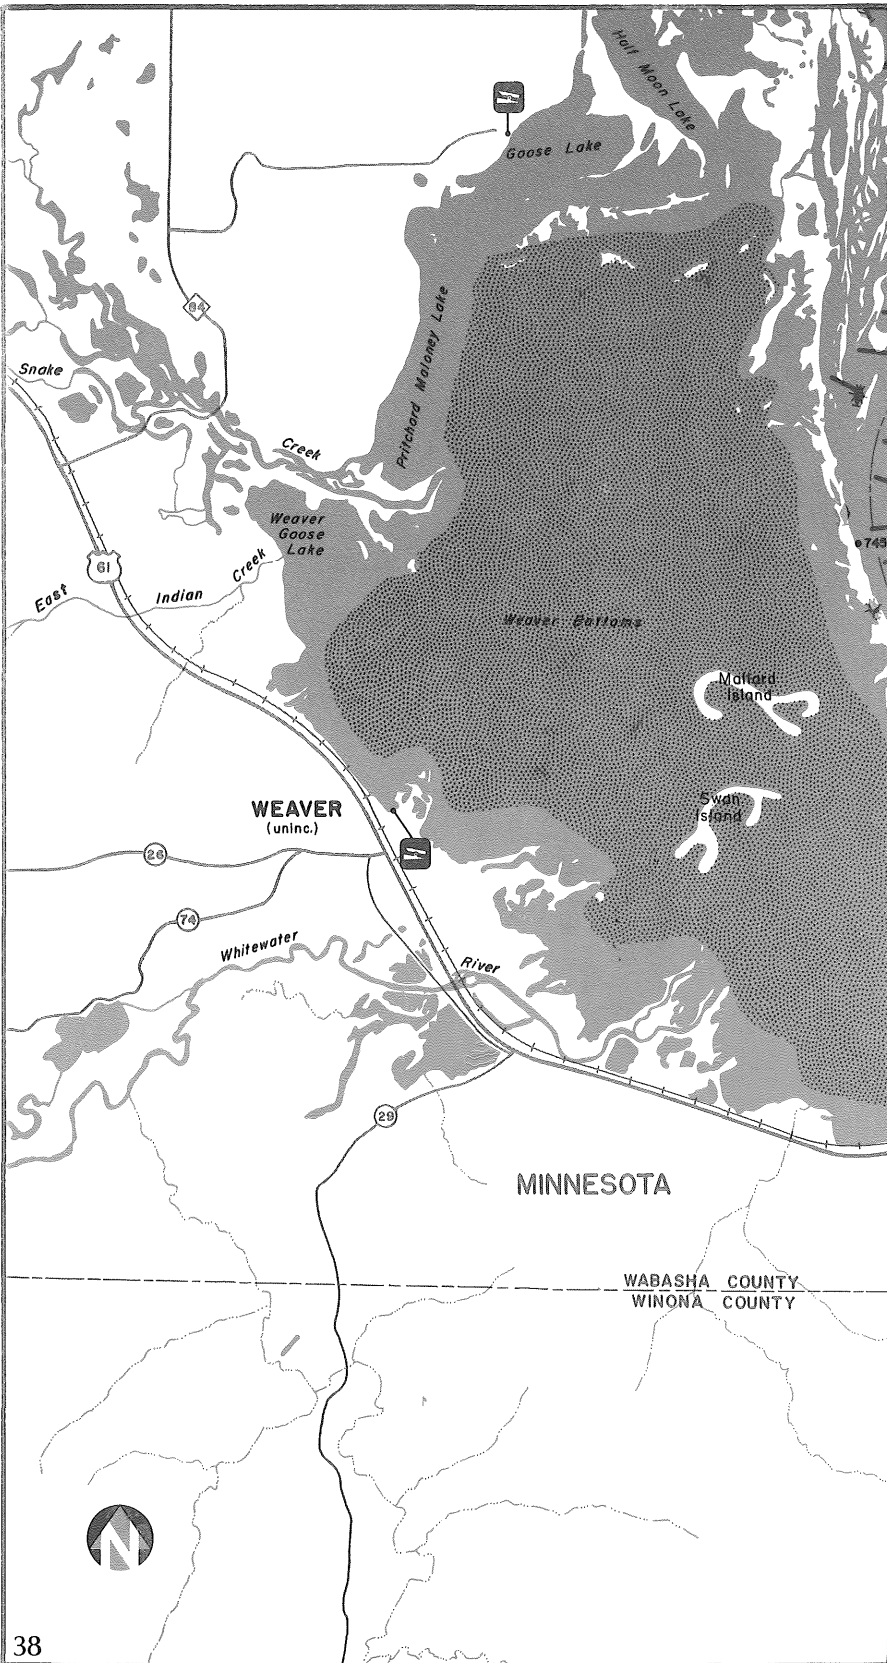 Half Moon Lake
Goose Lake
Pritchard Maloney Lake
84
Snake
Creek
Weaver
Goose
Lake
61
East Indian Creek
745
Weaver Bottoms
Mallard
Island
Swan
Island
WEAVER
(uninc.)
26
74
Whitewater River
29
MINNESOTA
WABASHA COUNTY
WINONA COUNTY
N
38